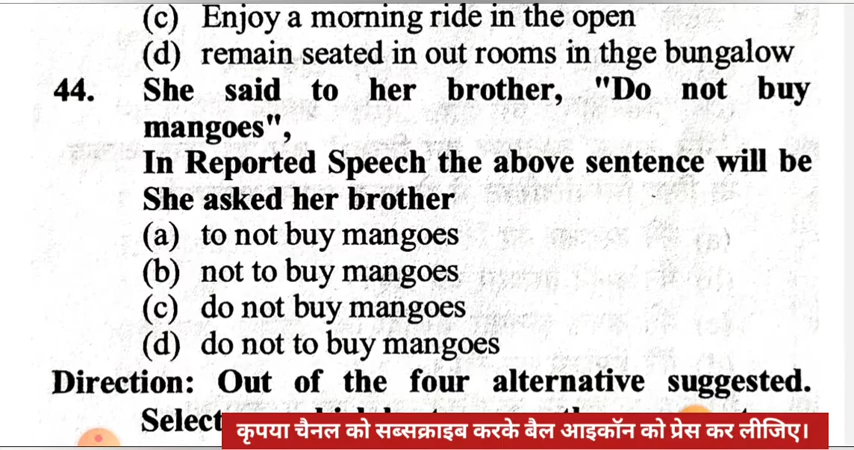 (c) Enjoy a morning ride in the open
(d) remain seated in out rooms in thge bungalow
44. She said to her brother, "Do not buy
mangoes",
In Reported Speech the above sentence will be
She asked her brother
(a) to not buy mangoes
(b) not to buy mangoes
(c) do not buy mangoes
(d) do not to buy mangoes
Direction: Out of the four alternative suggested.
Select
कृपया चैनल को सब्सक्राइब करके बैल आइकॉन को प्रेस कर लीजिए।